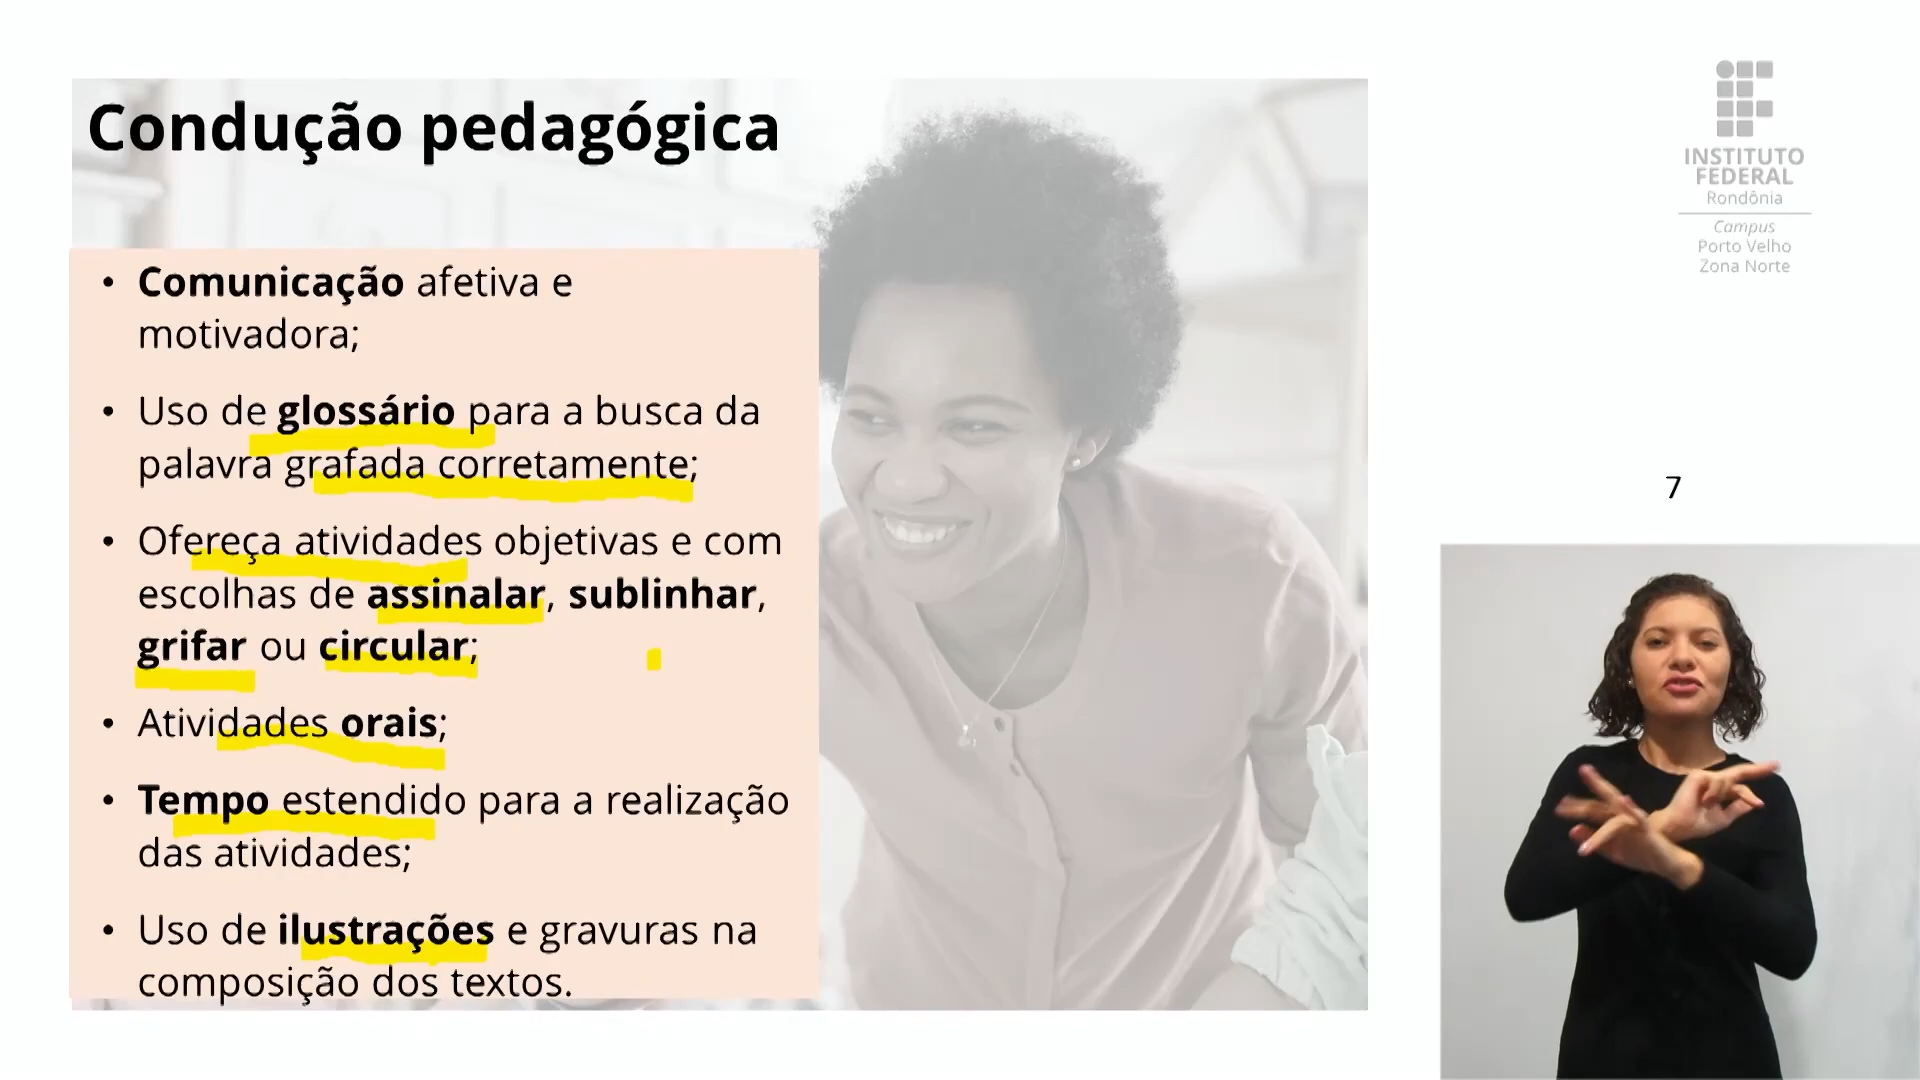 Condução pedagógica
• Comunicação afetiva e
motivadora;
• Uso de glossário para a busca da
palavra grafada corretamente;
• Ofereça atividades objetivas e com
escolhas de assinalar, sublinhar,
grifar ou circular;
• Atividades orais;
• Tempo estendido para a realização
das atividades;
• Uso de ilustrações e gravuras na
composição dos textos.
INSTITUTO
FEDERAL
Rondônia
Campus
Porto Velho
Zona Norte
7